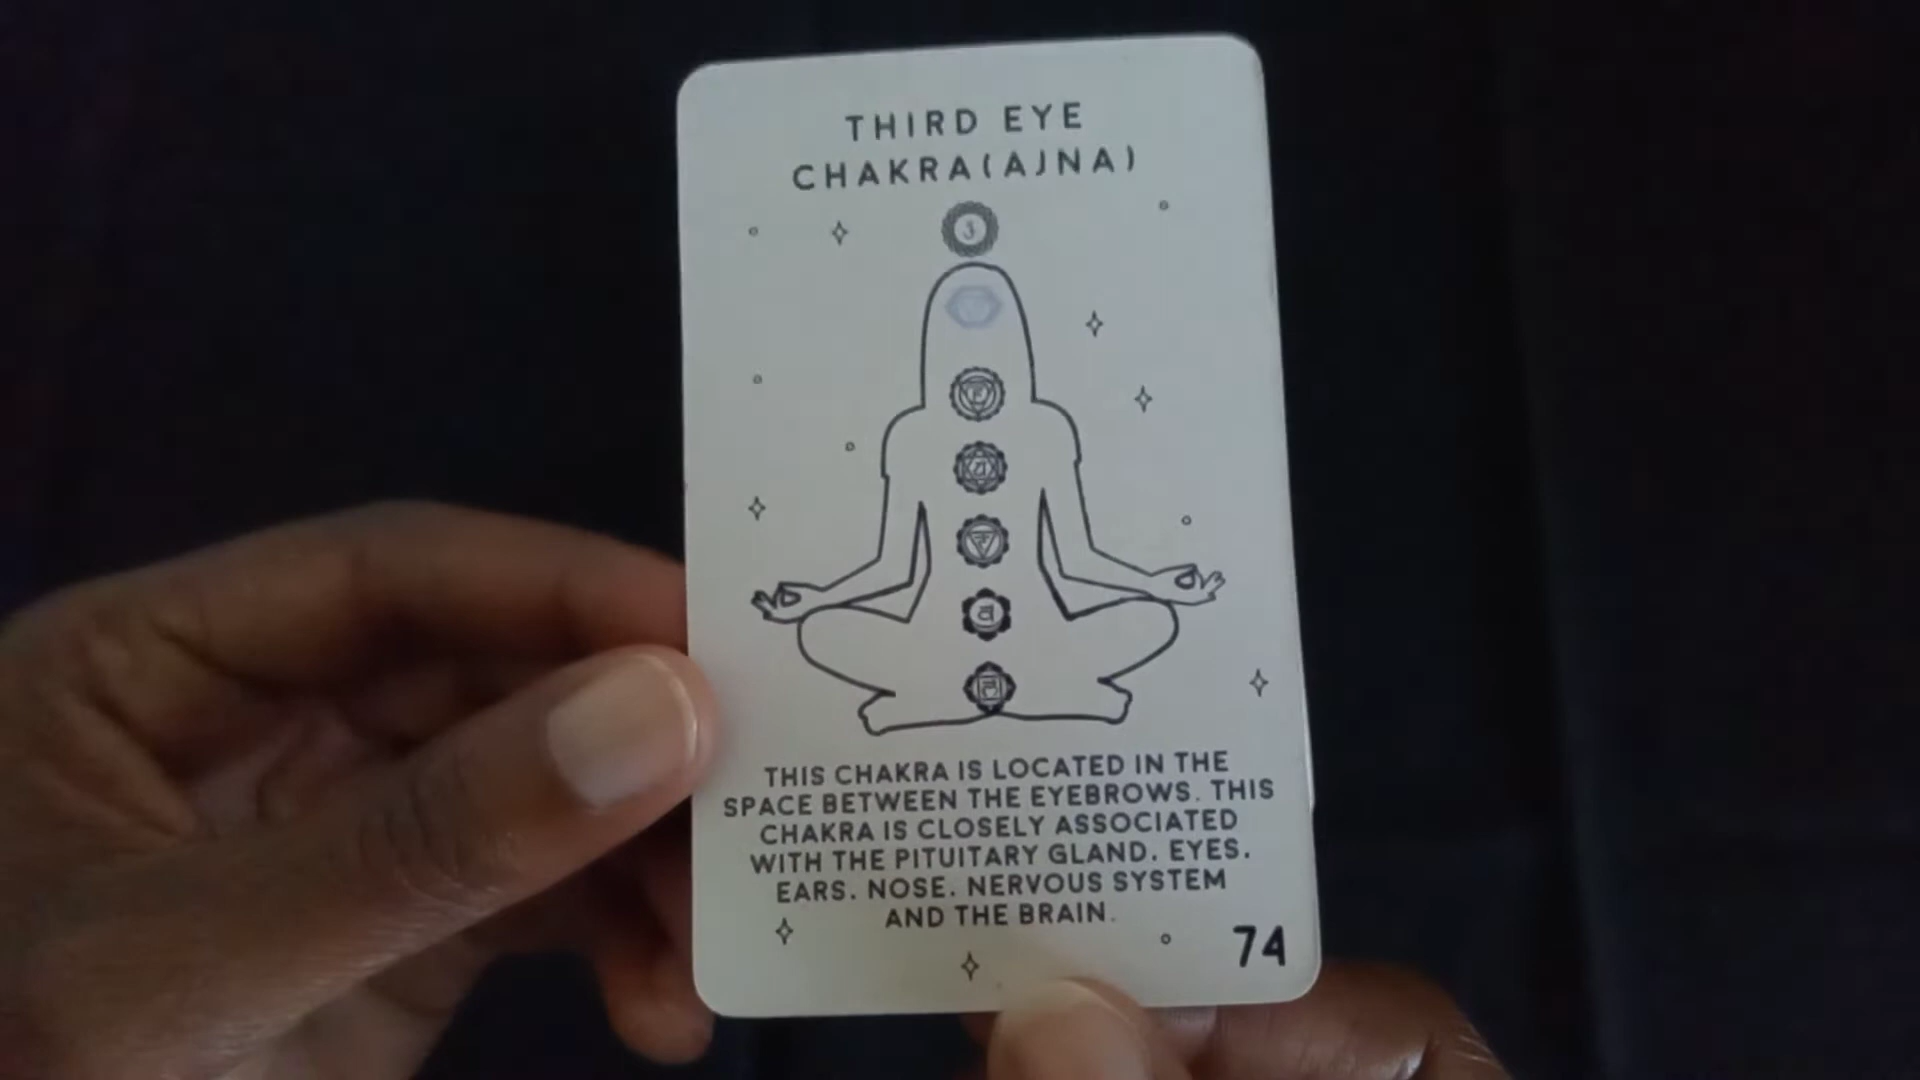 THIRD EYE
CHAKRA(AJNA)
THIS CHAKRA IS LOCATED IN THE
SPACE BETWEEN THE EYEBROWS. THIS
CHAKRA IS CLOSELY ASSOCIATED
WITH THE PITUITARY GLAND. EYES.
EARS. NOSE. NERVOUS SYSTEM
AND THE BRAIN.
74